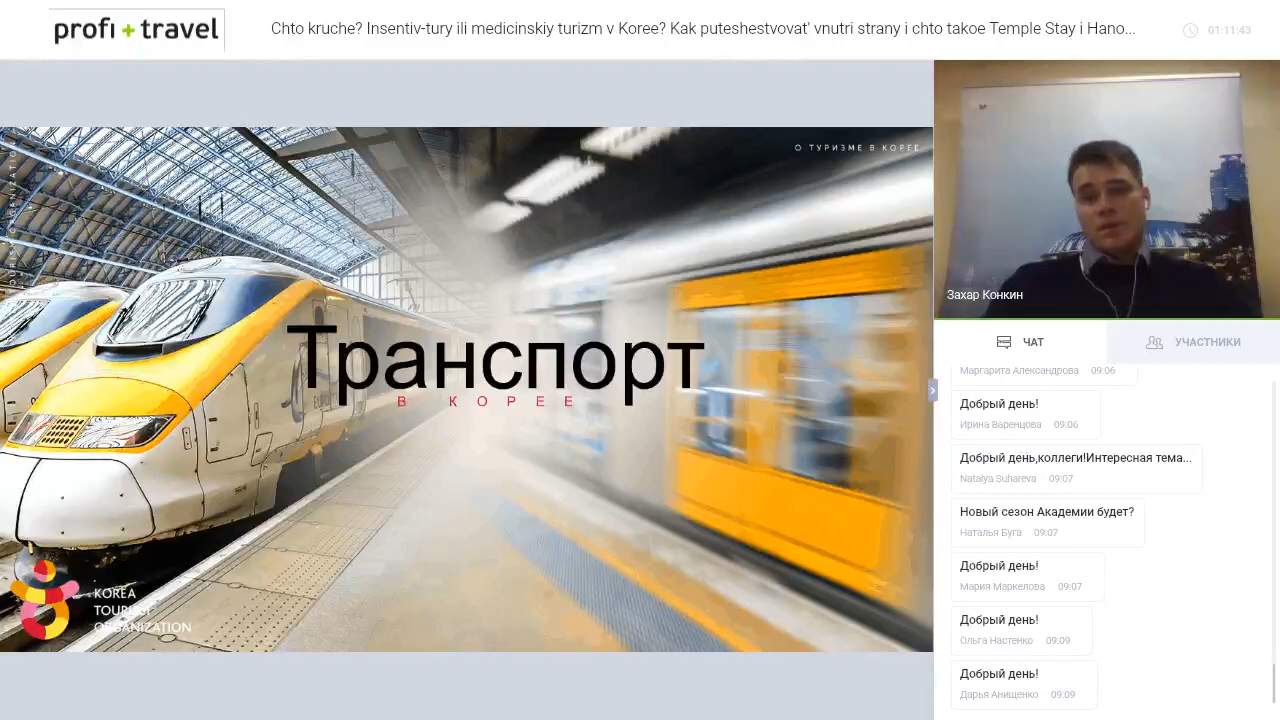 profi + travel
Chto kruche? Insentiv-tury ili medicinskiy turizm v Koree? Kak puteshestvovat' vnutri strany i chto takoe Temple Stay i Hano...
01:11:43
О ТУРИЗМЕ В КОРЕЕ
Транспорт
В КОРЕЕ
KOREA
TOURISM
ORGANIZATION
Захар Конкин
ЧАТ
УЧАСТНИКИ
Маргарита Александрова 09:06
Добрый день!
Ирина Варенцова 09:06
Добрый день,коллеги!Интересная тема...
Natalya Suhareva 09:07
Новый сезон Академии будет?
Наталья Буга 09:07
Добрый день!
Мария Маркелова 09:07
Добрый день!
Ольга Настенко 09:09
Добрый день!
Дарья Анищенко 09:09